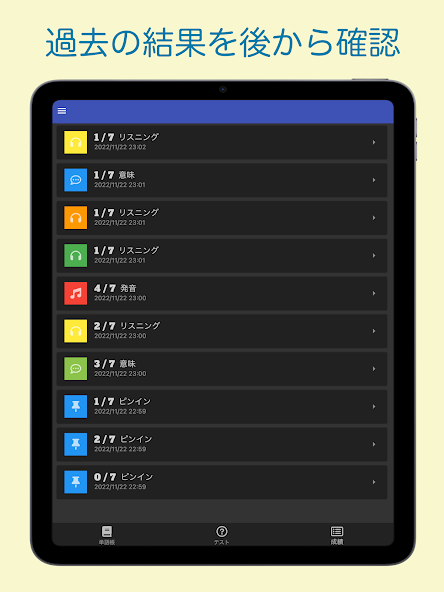 過去の結果を後から確認
1/7 リスニング
2022/11/22 23:02
1/7 意味
2022/11/22 23:01
1/7 リスニング
2022/11/22 23:01
1/7 リスニング
2022/11/22 23:01
4/7 発音
2022/11/22 23:00
2/7 リスニング
2022/11/22 23:00
3/7 意味
2022/11/22 23:00
1/7 ピンイン
2022/11/22 22:59
2/7 ピンイン
2022/11/22 22:59
0/7 ピンイン
2022/11/22 22:59
単語帳 テスト 成績